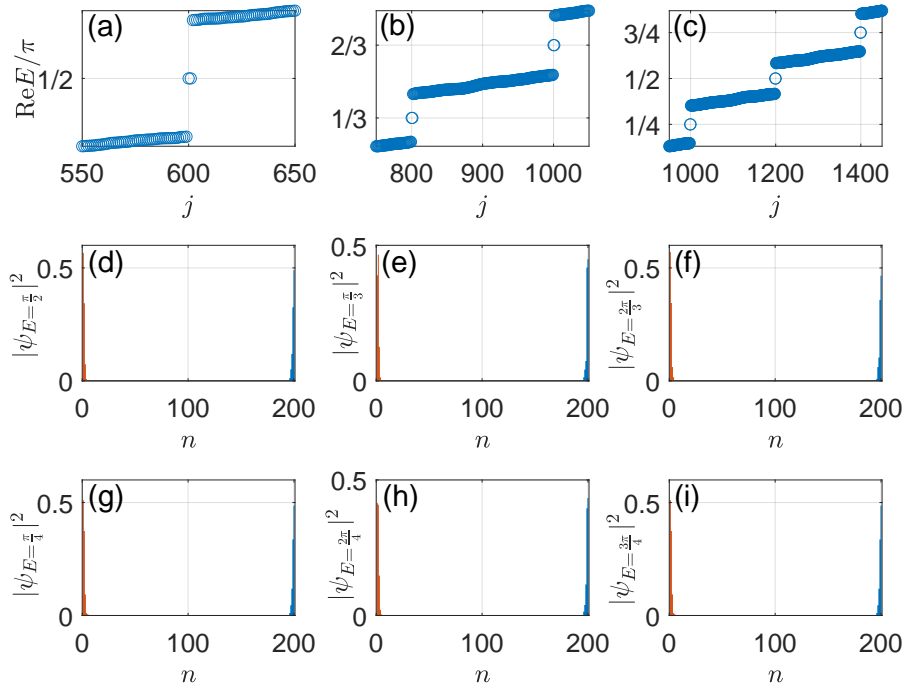 (a) (b) (c)
ReE/π
1/2
2/3
1/3
3/4
1/2
1/4
550 600 650
800 900 1000
1000 1200 1400
j j j
(d) (e) (f)
|ψ_{E=π/2}|²
|ψ_{E=π/3}|²
|ψ_{E=2π/3}|²
0.5 0.5 0.5
0 0 0
0 100 200 0 100 200 0 100 200
n n n
(g) (h) (i)
|ψ_{E=π/4}|²
|ψ_{E=2π/4}|²
|ψ_{E=3π/4}|²
0.5 0.5 0.5
0 0 0
0 100 200 0 100 200 0 100 200
n n n